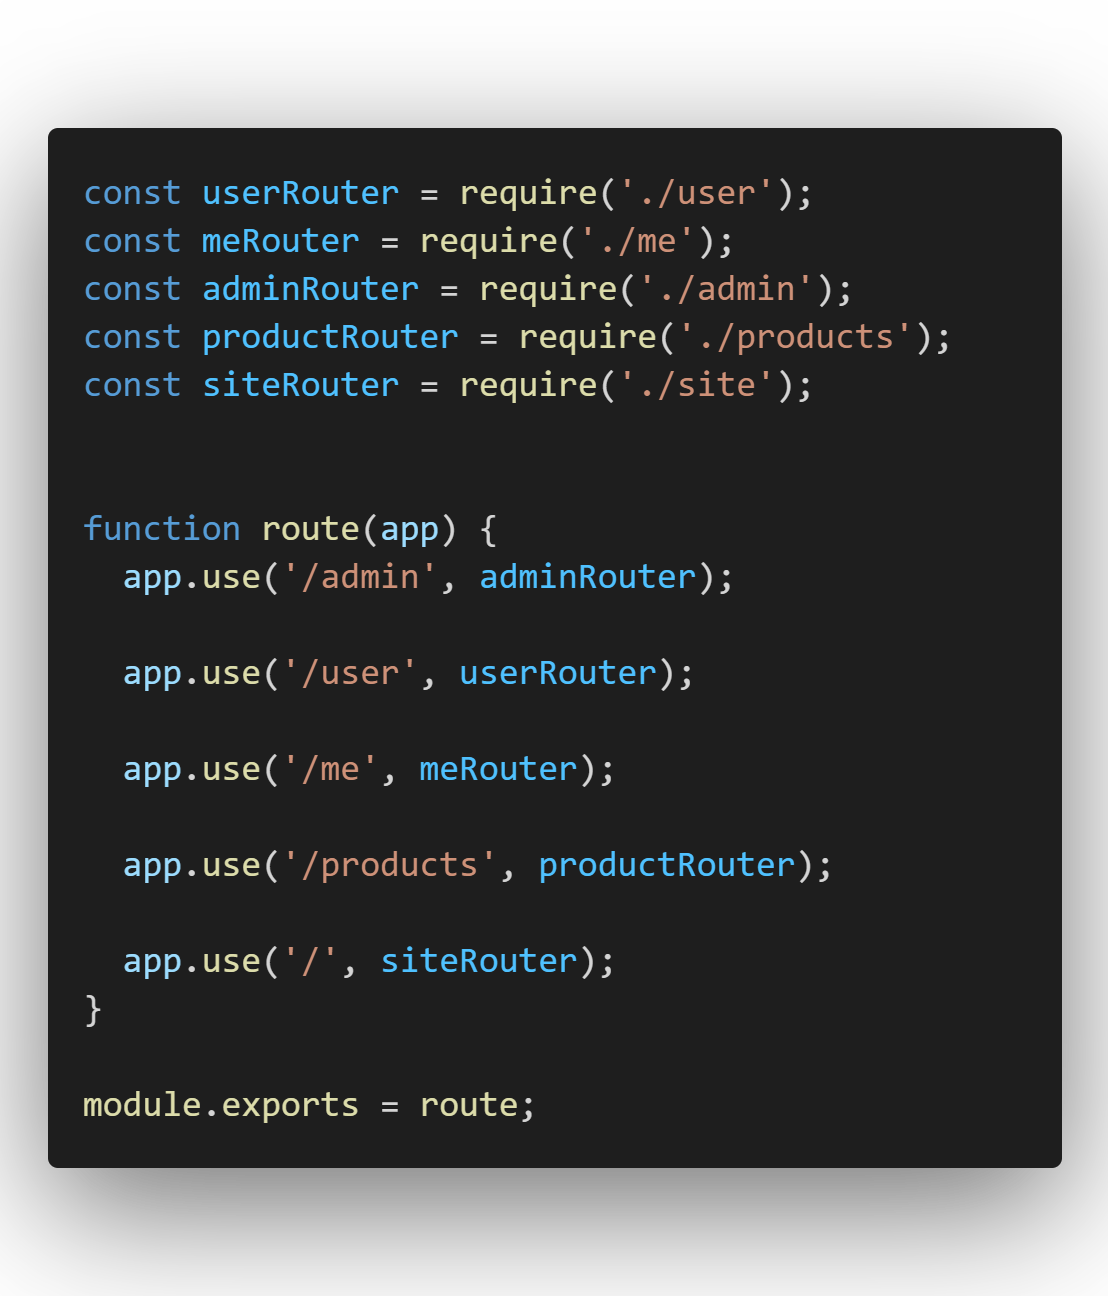 const userRouter = require('./user');
const meRouter = require('./me');
const adminRouter = require('./admin');
const productRouter = require('./products');
const siteRouter = require('./site');
function route(app) {
  app.use('/admin', adminRouter);
  app.use('/user', userRouter);
  app.use('/me', meRouter);
  app.use('/products', productRouter);
  app.use('/', siteRouter);
}
module.exports = route;